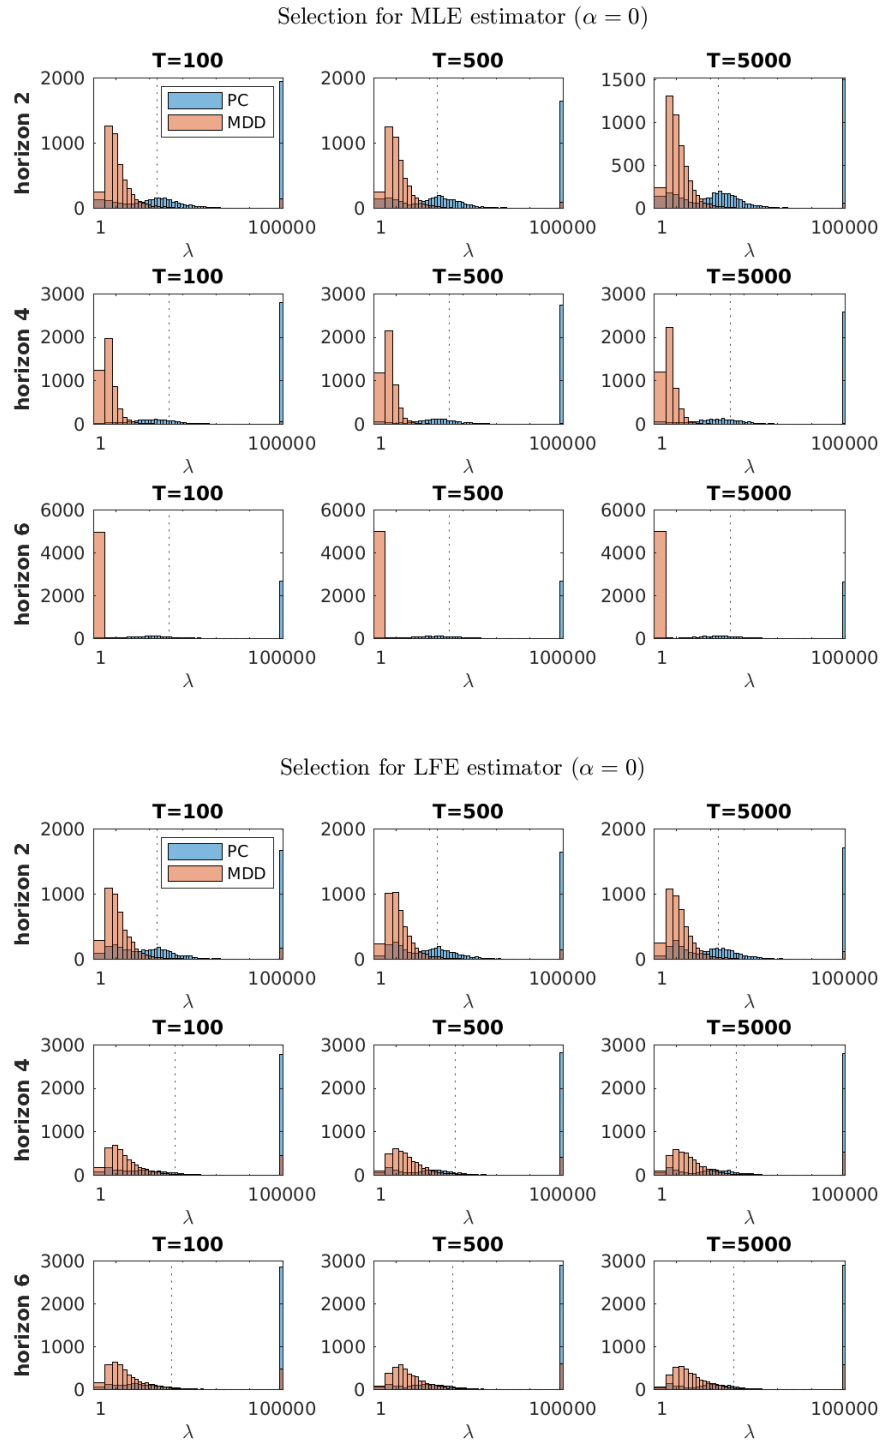 Selection for MLE estimator (α = 0)
T=100 T=500 T=5000
horizon 2
2000 1000 0
PC
MDD
2000 1000 0
1500 1000 500 0
1 100000 1 100000 1 100000
λ λ λ
T=100 T=500 T=5000
horizon 4
3000 2000 1000 0
3000 2000 1000 0
3000 2000 1000 0
1 100000 1 100000 1 100000
λ λ λ
T=100 T=500 T=5000
horizon 6
6000 4000 2000 0
6000 4000 2000 0
6000 4000 2000 0
1 100000 1 100000 1 100000
λ λ λ
Selection for LFE estimator (α = 0)
T=100 T=500 T=5000
horizon 2
2000 1000 0
PC
MDD
2000 1000 0
2000 1000 0
1 100000 1 100000 1 100000
λ λ λ
T=100 T=500 T=5000
horizon 4
3000 2000 1000 0
3000 2000 1000 0
3000 2000 1000 0
1 100000 1 100000 1 100000
λ λ λ
T=100 T=500 T=5000
horizon 6
3000 2000 1000 0
3000 2000 1000 0
3000 2000 1000 0
1 100000 1 100000 1 100000
λ λ λ